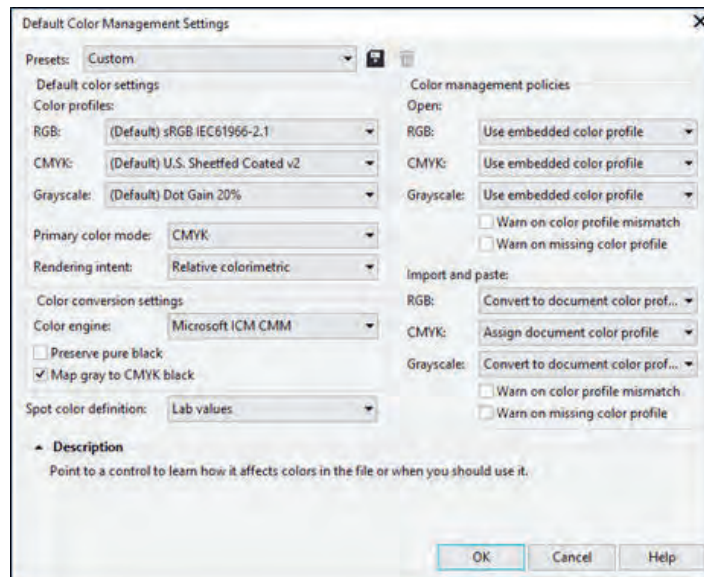 Default Color Management Settings
Presets: Custom
Default color settings
Color profiles:
RGB: (Default) sRGB IEC61966-2.1
CMYK: (Default) U.S. Sheetfed Coated v2
Grayscale: (Default) Dot Gain 20%
Primary color mode: CMYK
Rendering intent: Relative colorimetric
Color conversion settings
Color engine: Microsoft ICM CMM
Preserve pure black
Map gray to CMYK black
Spot color definition: Lab values
Color management policies
Open:
RGB: Use embedded color profile
CMYK: Use embedded color profile
Grayscale: Use embedded color profile
Warn on color profile mismatch
Warn on missing color profile
Import and paste:
RGB: Convert to document color prof...
CMYK: Assign document color profile
Grayscale: Convert to document color prof...
Warn on color profile mismatch
Warn on missing color profile
Description
Point to a control to learn how it affects colors in the file or when you should use it.
OK Cancel Help